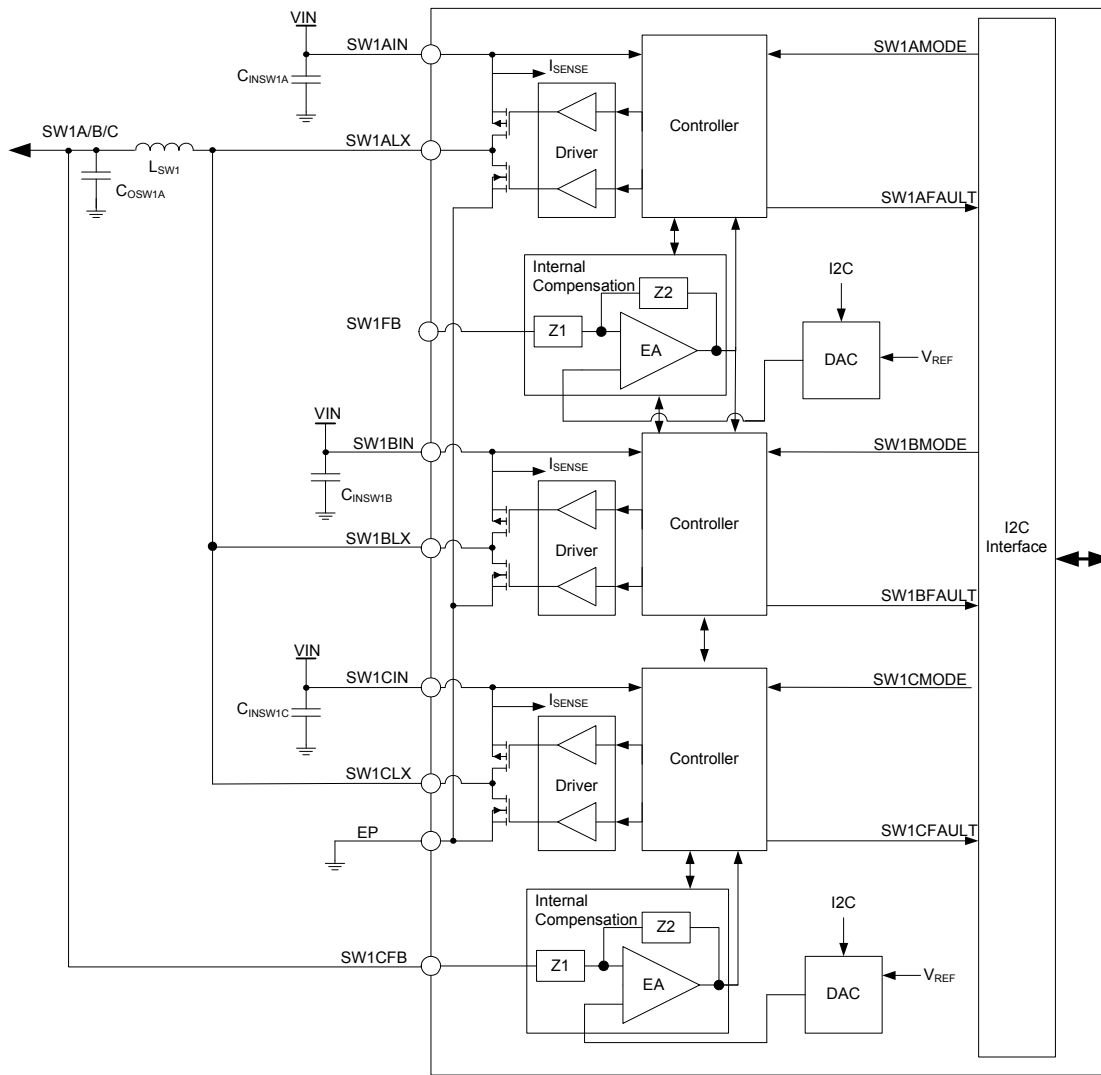 VIN
SW1AIN
SW1AMODE
CINSW1A
ISENSE
Controller
SW1A/B/C
SW1ALX
Driver
LSW1
COSW1A
SW1AFAULT
Internal
Compensation
Z2
I2C
SW1FB
Z1
EA
DAC
VREF
VIN
SW1BIN
SW1BMODE
ISENSE
CINSW1B
Controller
I2C
Interface
SW1BLX
Driver
SW1BFAULT
VIN
SW1CIN
SW1CMODE
ISENSE
CINSW1C
Controller
SW1CLX
Driver
EP
SW1CFAULT
Internal
Compensation
Z2
I2C
SW1CFB
Z1
EA
DAC
VREF